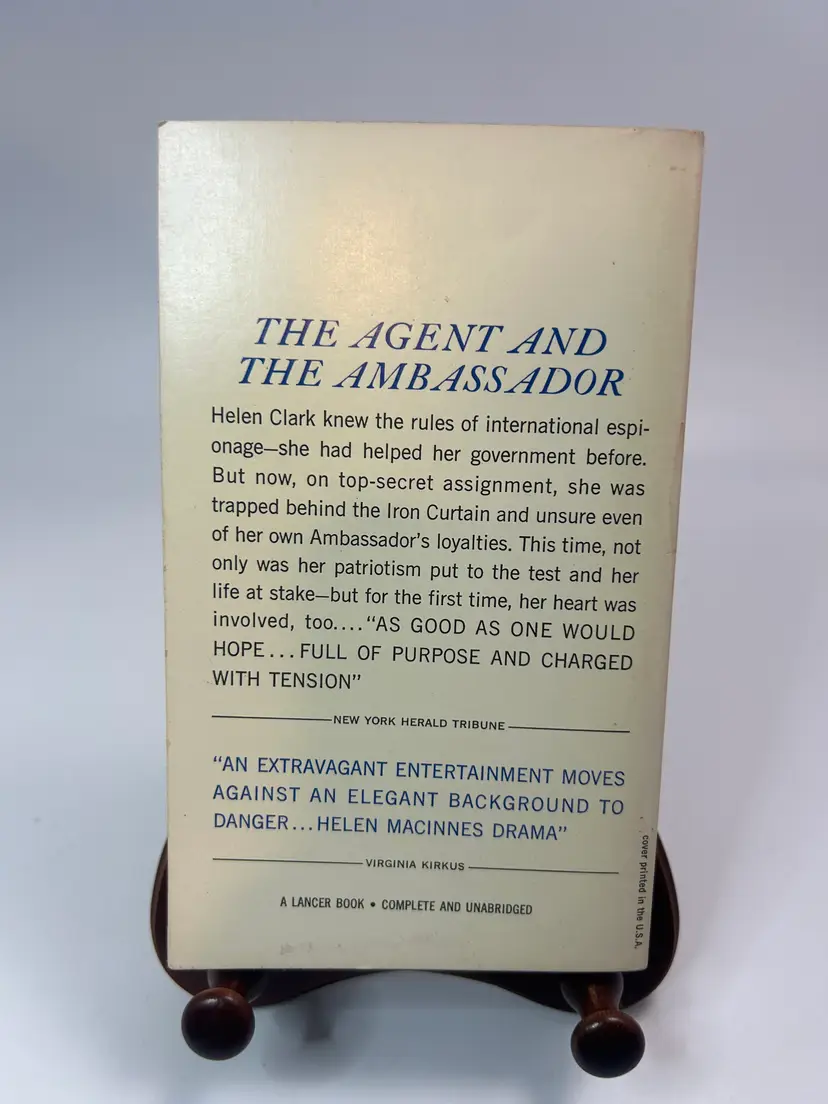 THE AGENT AND
THE AMBASSADOR
Helen Clark knew the rules of international espi-
onage—she had helped her government before.
But now, on top-secret assignment, she was
trapped behind the Iron Curtain and unsure even
of her own Ambassador's loyalties. This time, not
only was her patriotism put to the test and her
life at stake—but for the first time, her heart was
involved, too.... “AS GOOD AS ONE WOULD
HOPE...FULL OF PURPOSE AND CHARGED
WITH TENSION”
NEW YORK HERALD TRIBUNE
“AN EXTRAVAGANT ENTERTAINMENT MOVES
AGAINST AN ELEGANT BACKGROUND TO
DANGER...HELEN MACINNES DRAMA”
VIRGINIA KIRKUS
A LANCER BOOK • COMPLETE AND UNABRIDGED
cover printed in the U.S.A.